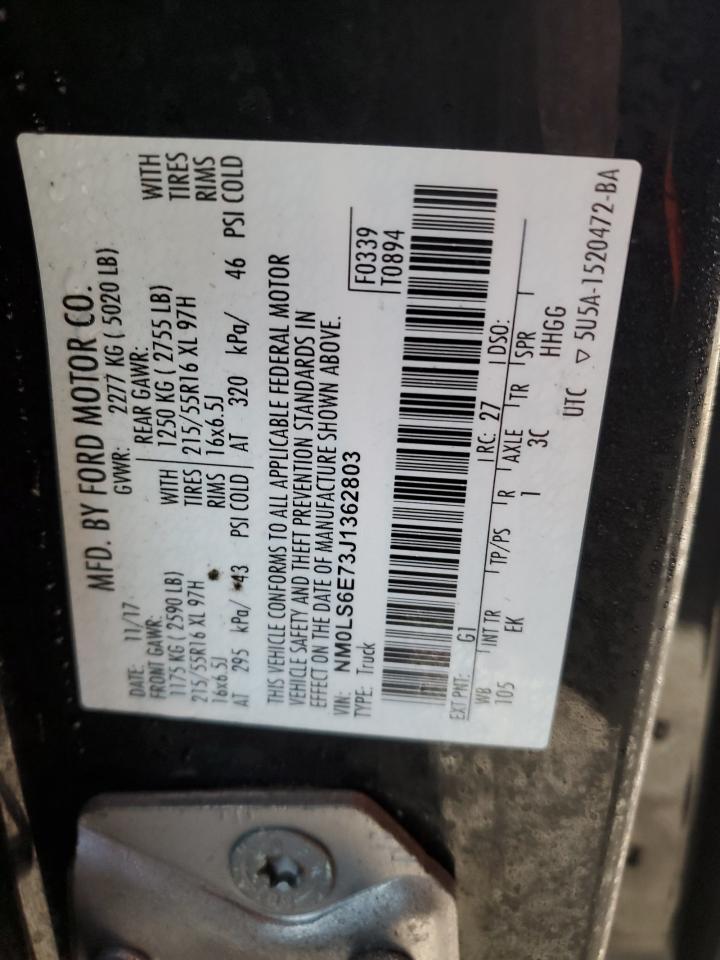 MFD. BY FORD MOTOR CO.
DATE: 11/17 GVWR: 2277 KG ( 5020 LB)
FRONT GAWR: REAR GAWR:
1175 KG ( 2590 LB) WITH 1250 KG ( 2755 LB) WITH
215/55R16 XL 97H TIRES 215/55R16 XL 97H TIRES
16x6.5J RIMS 16x6.5J RIMS
AT 295 kPa/ 43 PSI COLD AT 320 kPa/ 46 PSI COLD
THIS VEHICLE CONFORMS TO ALL APPLICABLE FEDERAL MOTOR
VEHICLE SAFETY AND THEFT PREVENTION STANDARDS IN
EFFECT ON THE DATE OF MANUFACTURE SHOWN ABOVE.
VIN: NM0LS6E73J1362803
TYPE: Truck
F0339
T0894
EXT PNT: G1 RC: 27 DSO:
WB INT TR TP/PS R AXLE TR SPR
105 EK 1 3C HHGG
UTC ▽ 5U5A-1520472-BA